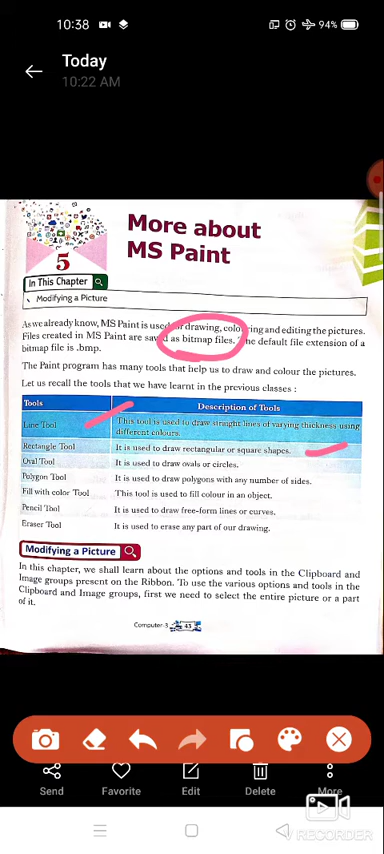 10:38
94%
Today
10:22 AM
More about
MS Paint
5
In This Chapter
Modifying a Picture
As we already know, MS Paint is used for drawing, colouring and editing the pictures.
Files created in MS Paint are saved as bitmap files. The default file extension of a
bitmap file is .bmp.
The Paint program has many tools that help us to draw and colour the pictures.
Let us recall the tools that we have learnt in the previous classes :
Tools Description of Tools
Line Tool This tool is used to draw straight lines of varying thickness using
different colours.
Rectangle Tool It is used to draw rectangular or square shapes.
Oval Tool It is used to draw ovals or circles.
Polygon Tool It is used to draw polygons with any number of sides.
Fill with color Tool This tool is used to fill colour in an object.
Pencil Tool It is used to draw free-form lines or curves.
Eraser Tool It is used to erase any part of our drawing.
Modifying a Picture
In this chapter, we shall learn about the options and tools in the Clipboard and
Image groups present on the Ribbon. To use the various options and tools in the
Clipboard and Image groups, first we need to select the entire picture or a part
of it.
Computer-3 43
Send Favorite Edit Delete More
RECORDER